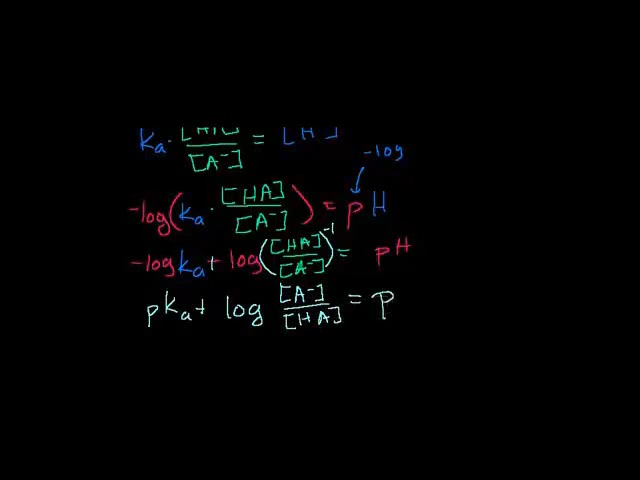 Ka · [HA]/[A⁻] = [H⁺]
-log
-log(Ka · [HA]/[A⁻]) = pH
-log Ka + -log([HA]/[A⁻])⁻¹ = pH
pKa + log [A⁻]/[HA] = p